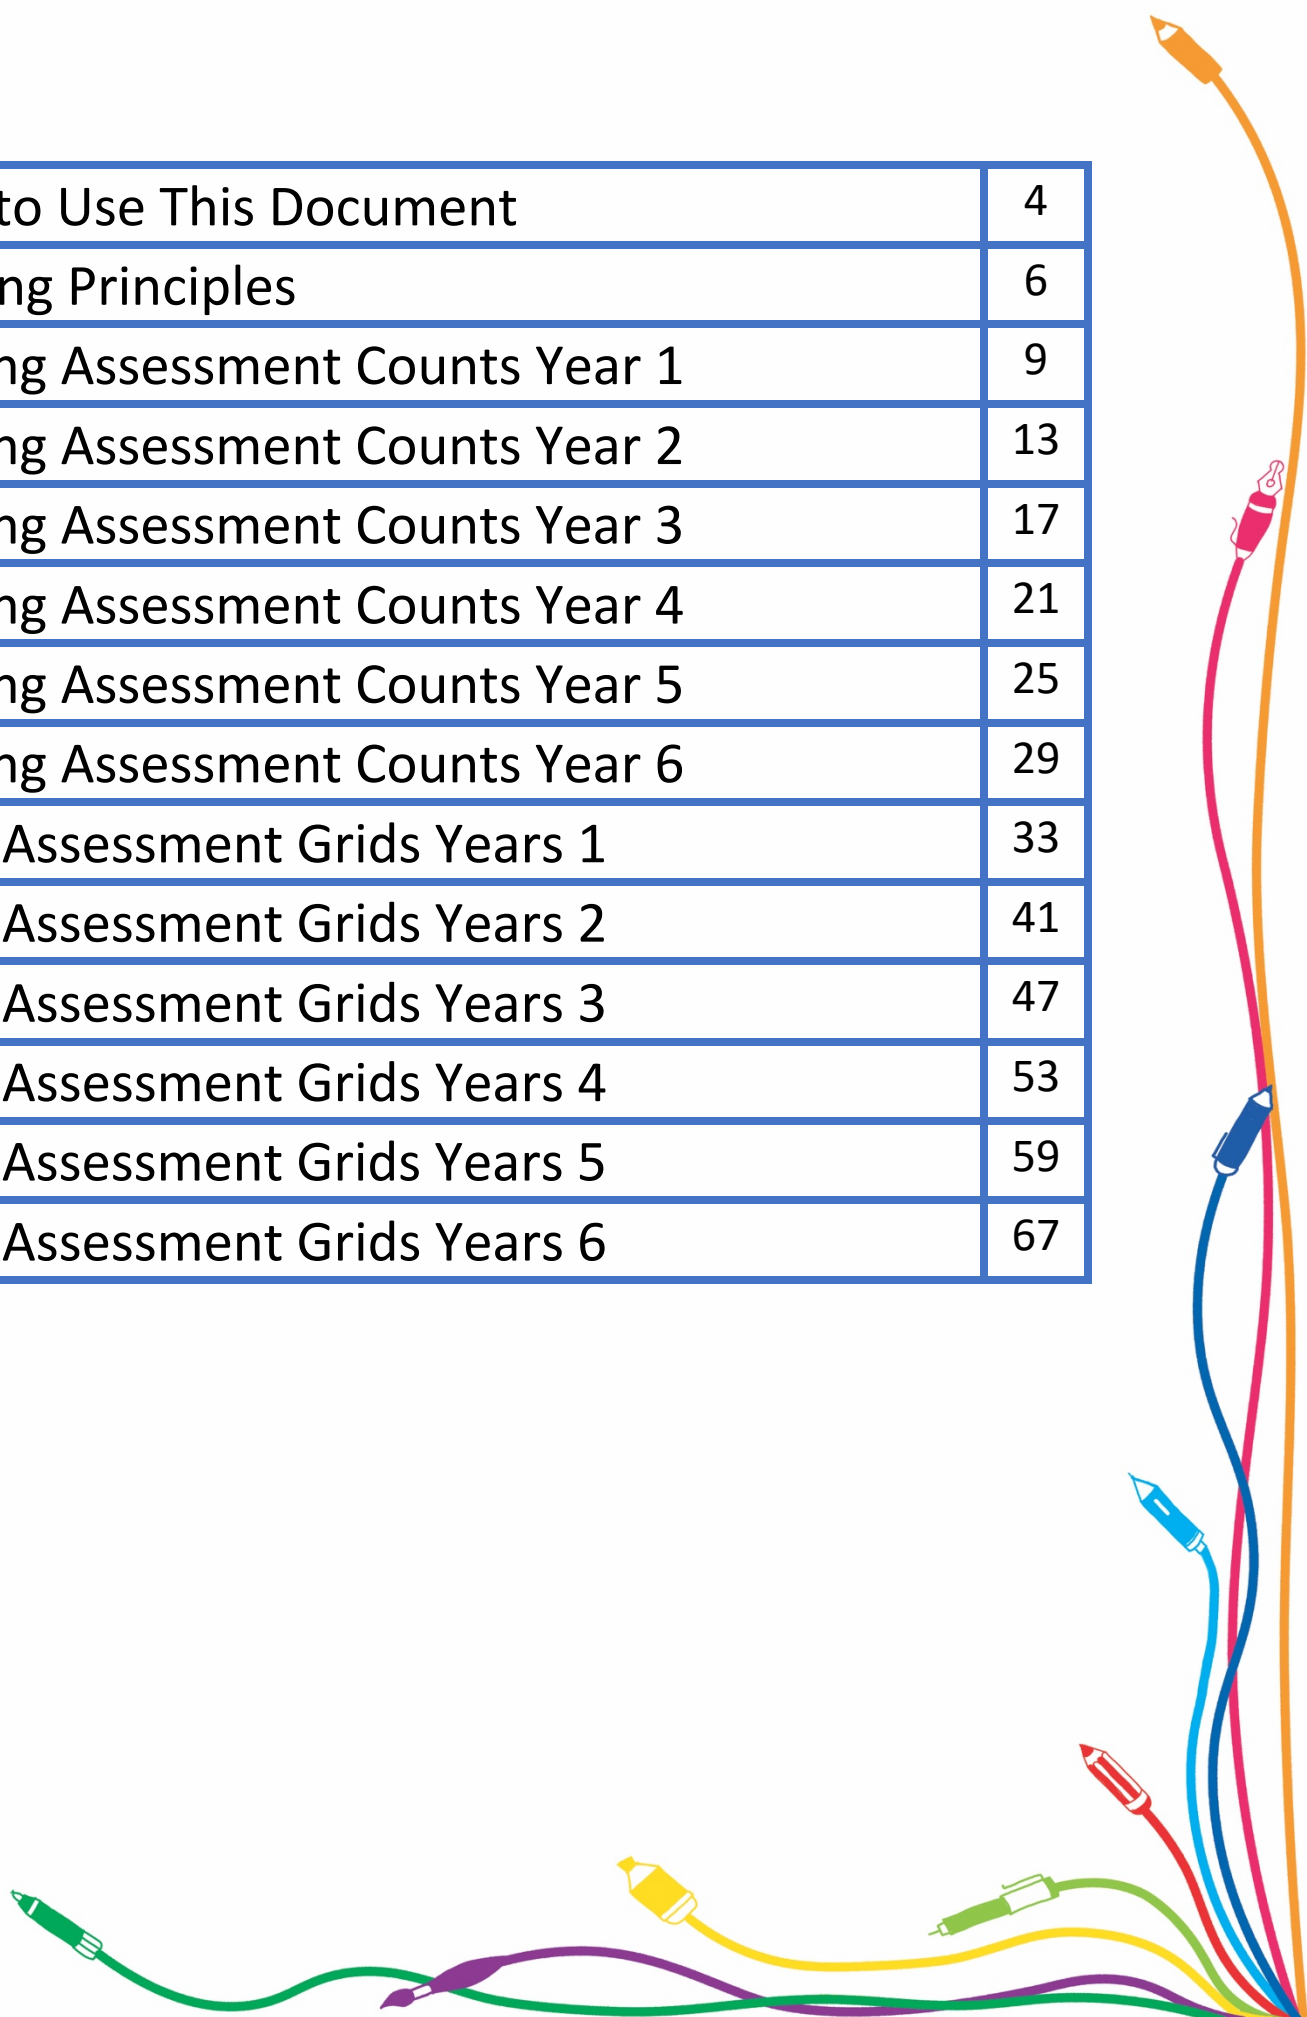 to Use This Document 4
ng Principles 6
ng Assessment Counts Year 1 9
ng Assessment Counts Year 2 13
ng Assessment Counts Year 3 17
ng Assessment Counts Year 4 21
ng Assessment Counts Year 5 25
ng Assessment Counts Year 6 29
Assessment Grids Years 1 33
Assessment Grids Years 2 41
Assessment Grids Years 3 47
Assessment Grids Years 4 53
Assessment Grids Years 5 59
Assessment Grids Years 6 67